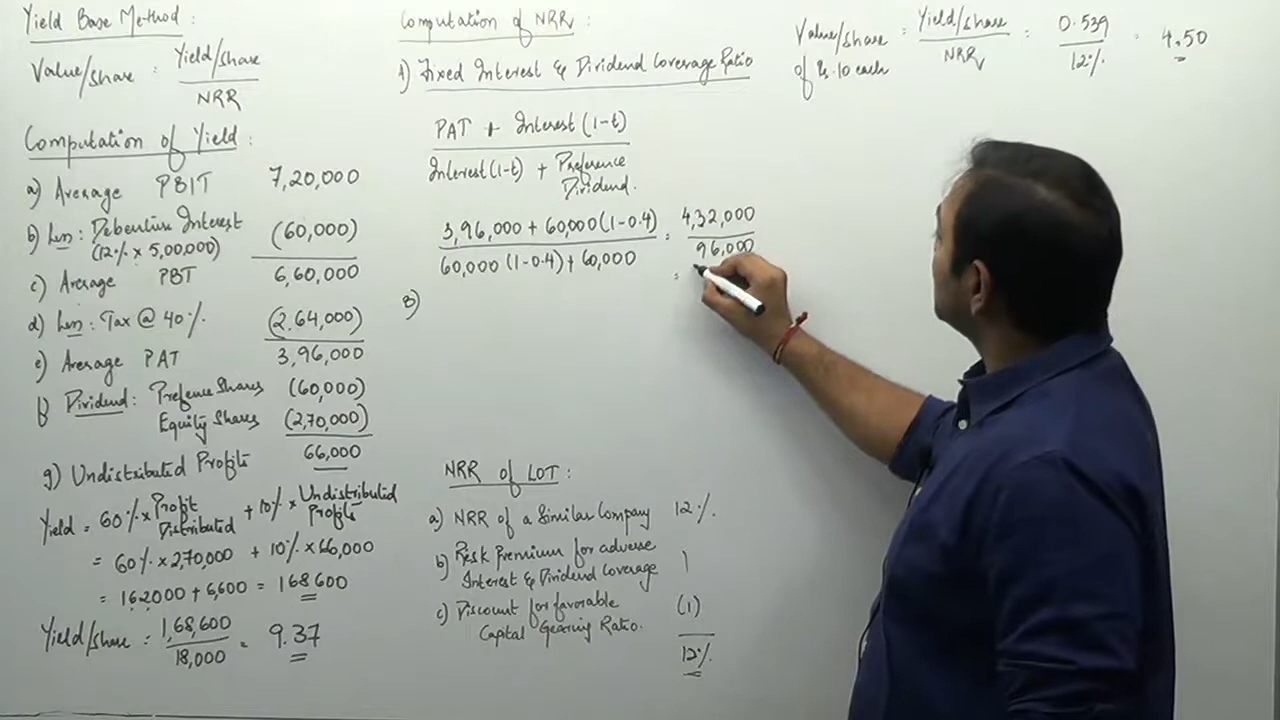 Yield Base Method :
Value/share : Yield/share
NRR
Computation of Yield :
a) Average PBIT 7,20,000
b) Less : Debenture Interest (60,000)
(12% × 5,00,000)
c) Average PBT 6,60,000
d) Less : Tax @ 40% (2,64,000)
e) Average PAT 3,96,000
f) Dividend : Prefence Shares (60,000)
Equity Shares (2,70,000)
g) Undistributed Profits 66,000
Yield = 60% × Profit Distributed + 10% × Undistributed Profits
= 60% × 2,70,000 + 10% × 66,000
= 162000 + 6,600 = 168600
Yield/share = 1,68,600 = 9.37
18,000
Computation of NRR :
A) Fixed Interest & Dividend Coverage Ratio
PAT + Interest (1-t)
Interest (1-t) + Preference Dividend.
3,96,000 + 60,000 (1-0.4) = 4,32,000
60,000 (1-0.4) + 60,000 96,000
=
B)
NRR of LOT :
a) NRR of a Similar Company 12%.
b) Risk Premium for adverse 1
Interest & Dividend Coverage
c) Discount for favorable (1)
Capital Gearing Ratio.
12%
Value/share = Yield/share = 0.539 = 4.50
of Rs.10 each NRR 12%